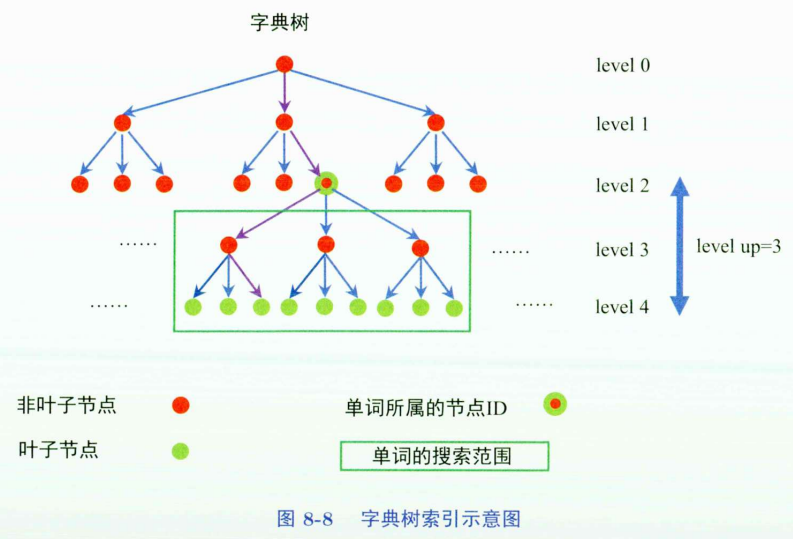 字典树
level 0
level 1
level 2
level up=3
…… …… level 3
…… …… level 4
非叶子节点 单词所属的节点ID
叶子节点 单词的搜索范围
图 8-8 字典树索引示意图